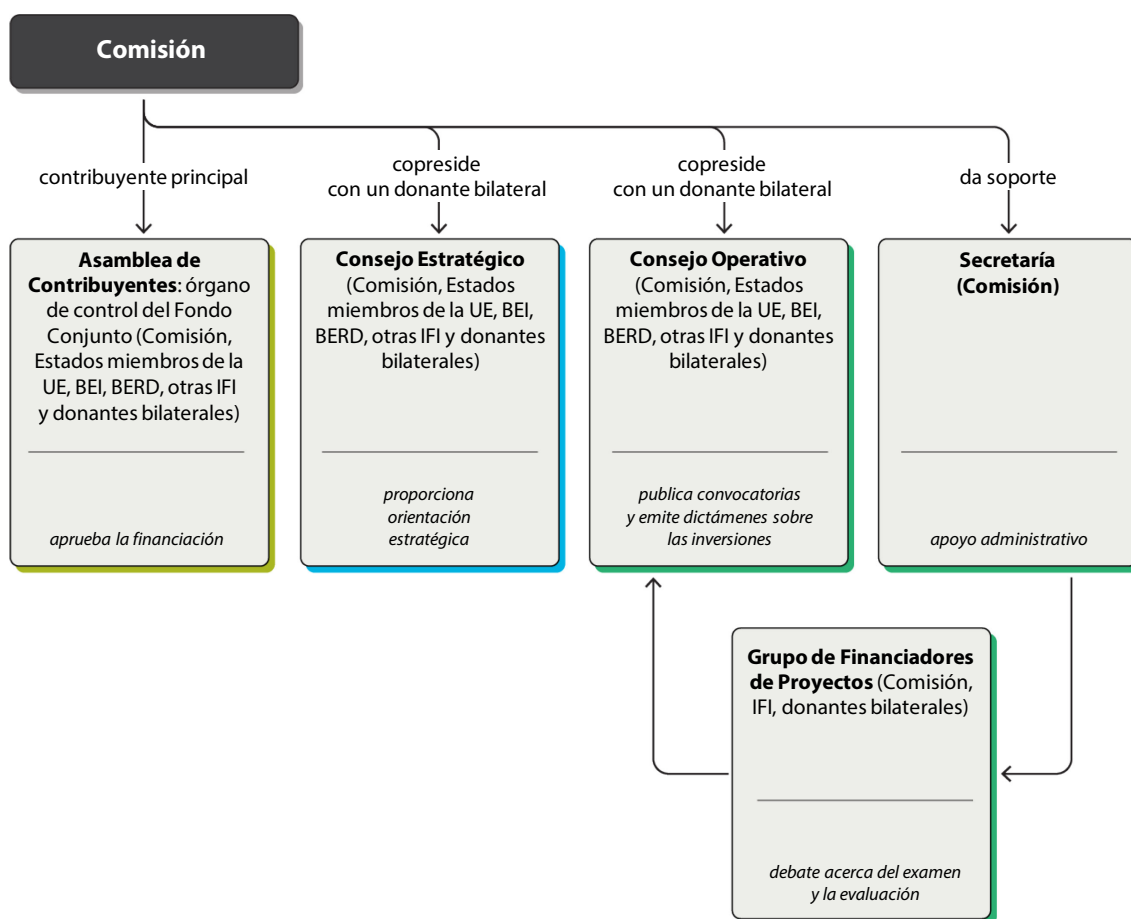 Comisión
contribuyente principal
copreside
con un donante bilateral
copreside
con un donante bilateral
da soporte
Asamblea de
Contribuyentes: órgano
de control del Fondo
Conjunto (Comisión,
Estados miembros de la
UE, BEI, BERD, otras IFI
y donantes bilaterales)
aprueba la financiación
Consejo Estratégico
(Comisión, Estados
miembros de la UE, BEI,
BERD, otras IFI y donantes
bilaterales)
proporciona
orientación
estratégica
Consejo Operativo
(Comisión, Estados
miembros de la UE, BEI,
BERD, otras IFI y donantes
bilaterales)
publica convocatorias
y emite dictámenes sobre
las inversiones
Secretaría
(Comisión)
apoyo administrativo
Grupo de Financiadores
de Proyectos (Comisión,
IFI, donantes bilaterales)
debate acerca del examen
y la evaluación